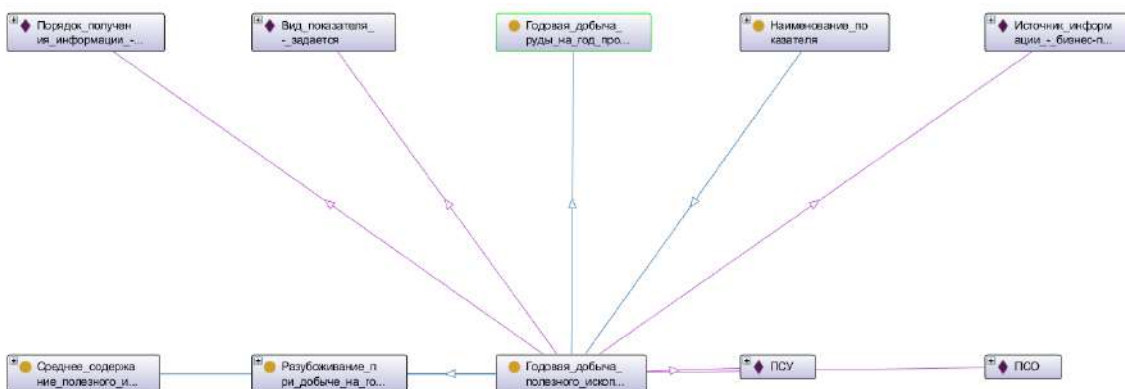 Порядок_получен
ия_информации_-...
Вид_показателя_
-_задается
Годовая_добыча_
руды_на_год_про...
Наименование_по
казателя
Источник_информ
ации_-_бизнес-п...
Среднее_содержа
ние_полезного_и...
Разубоживание_п
ри_добыче_на_го...
Годовая_добыча_
полезного_ископ...
ПСУ
ПСО